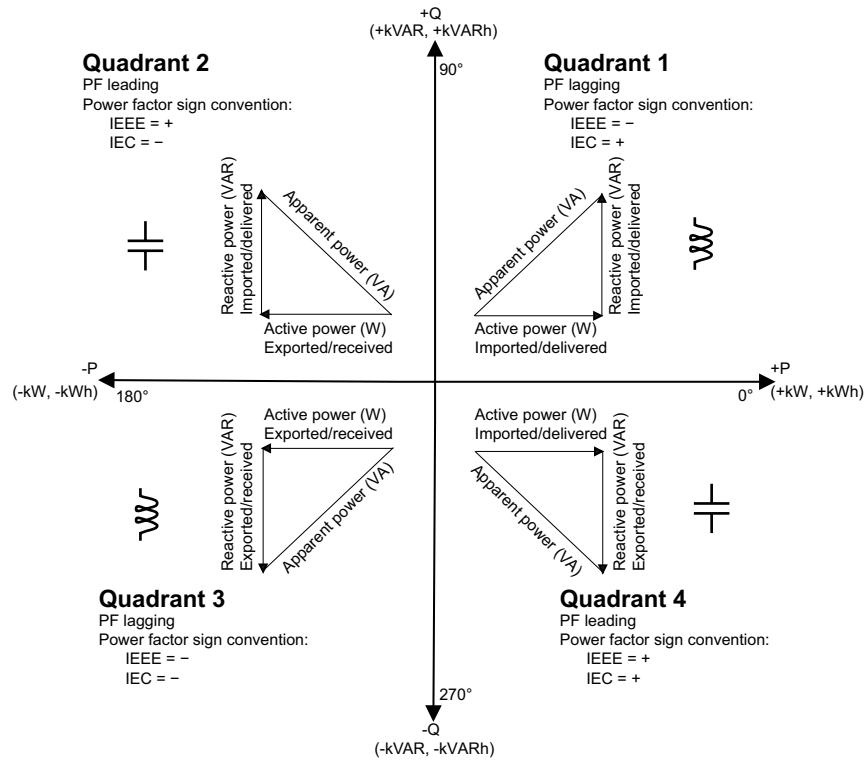 +Q
(+kVAR, +kVARh)
90°
Quadrant 2
PF leading
Power factor sign convention:
IEEE = +
IEC = −
Reactive power (VAR)
Imported/delivered
Apparent power (VA)
Active power (W)
Exported/received
Quadrant 1
PF lagging
Power factor sign convention:
IEEE = −
IEC = +
Apparent power (VA)
Reactive power (VAR)
Imported/delivered
Active power (W)
Imported/delivered
-P
(-kW, -kWh)
180°
0°
+P
(+kW, +kWh)
Active power (W)
Exported/received
Reactive power (VAR)
Exported/received
Apparent power (VA)
Quadrant 3
PF lagging
Power factor sign convention:
IEEE = −
IEC = −
Active power (W)
Imported/delivered
Apparent power (VA)
Reactive power (VAR)
Exported/received
Quadrant 4
PF leading
Power factor sign convention:
IEEE = +
IEC = +
270°
-Q
(-kVAR, -kVARh)